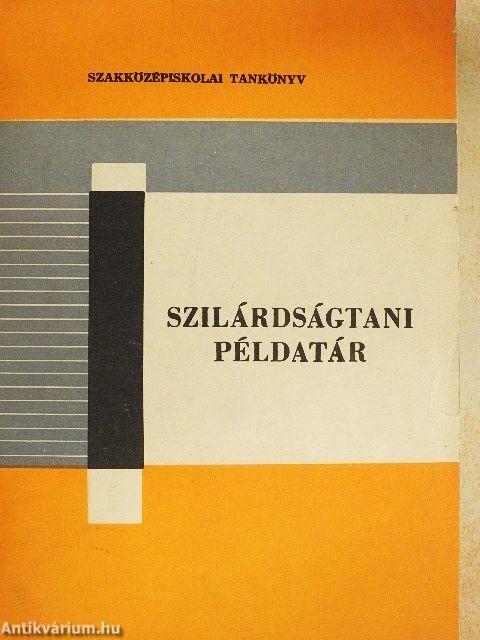 SZAKKÖZÉPISKOLAI TANKÖNYV
SZILÁRDSÁGTANI
PÉLDATÁR
Antikvárium.hu